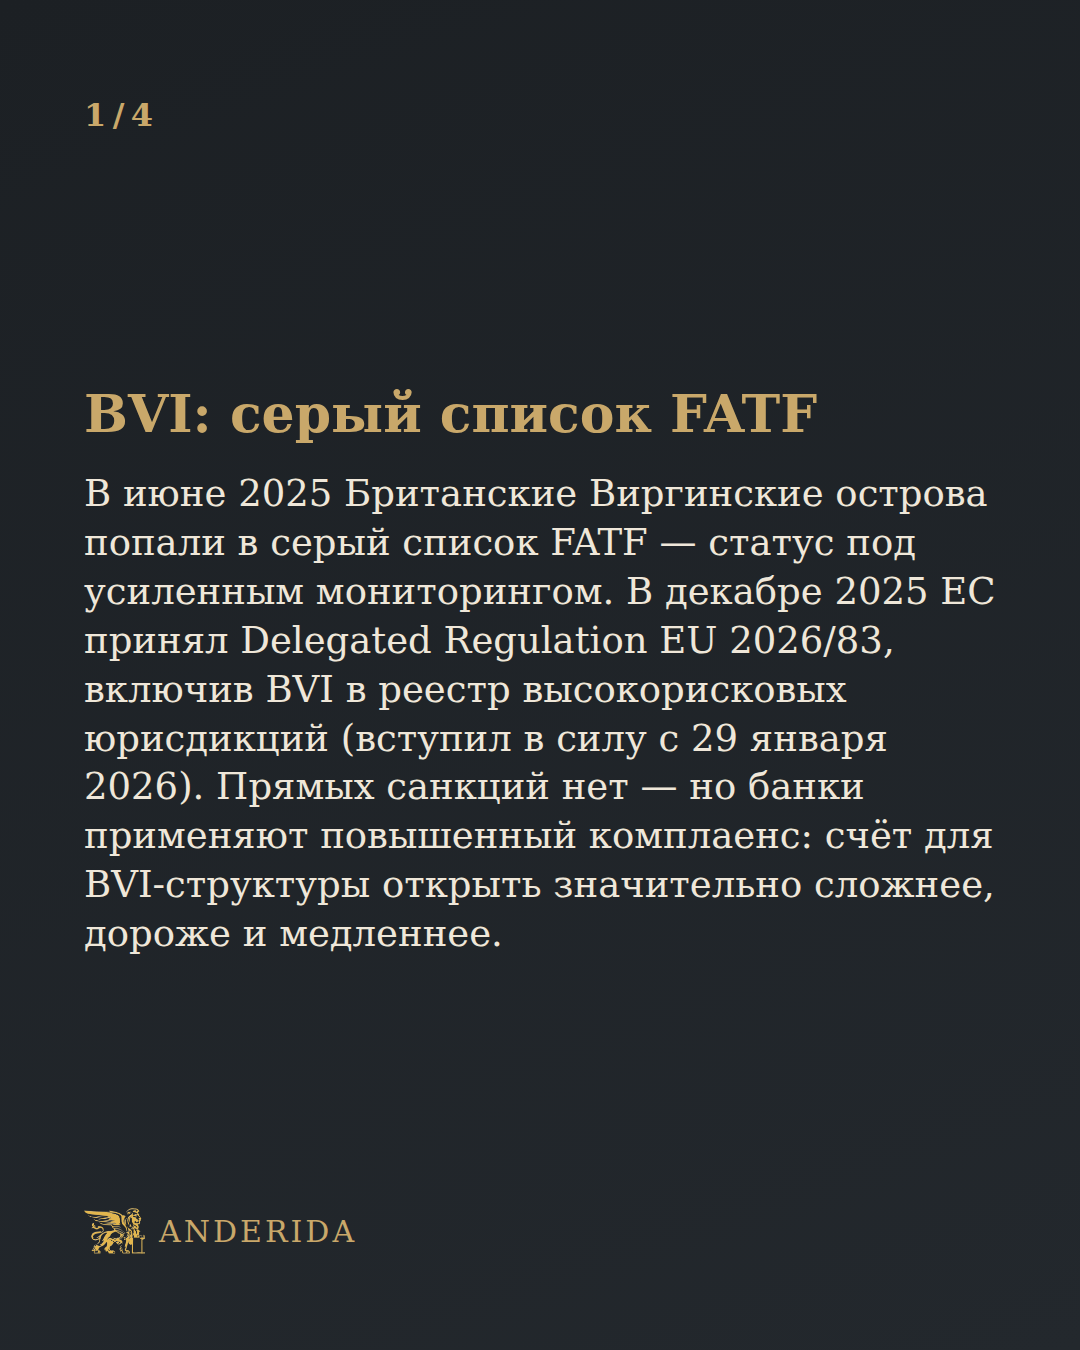 1/4
BVI: серый список FATF
В июне 2025 Британские Виргинские острова
попали в серый список FATF — статус под
усиленным мониторингом. В декабре 2025 ЕС
принял Delegated Regulation EU 2026/83,
включив BVI в реестр высокорисковых
юрисдикций (вступил в силу с 29 января
2026). Прямых санкций нет — но банки
применяют повышенный комплаенс: счёт для
BVI-структуры открыть значительно сложнее,
дороже и медленнее.
ANDERIDA